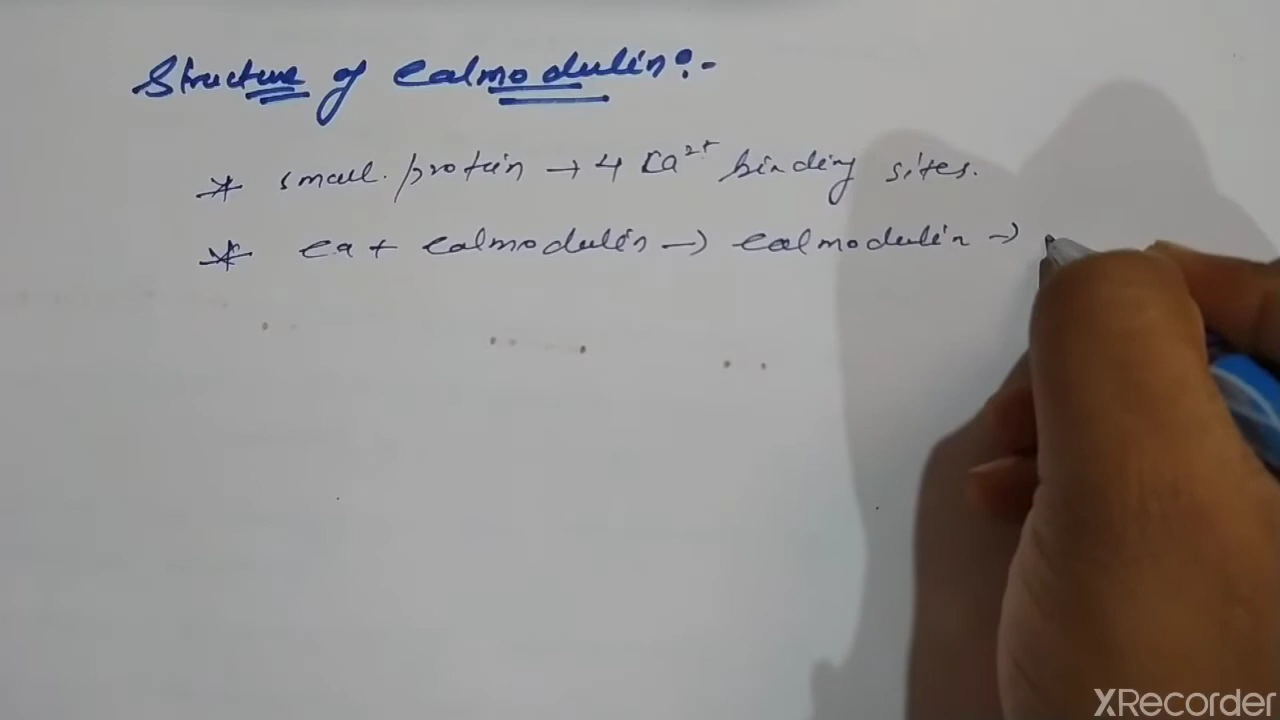 Structure of Calmodulin:-
* small protein → 4 Ca²⁺ binding sites.
* Ca + Calmodulin → Calmodulin →
XRecorder